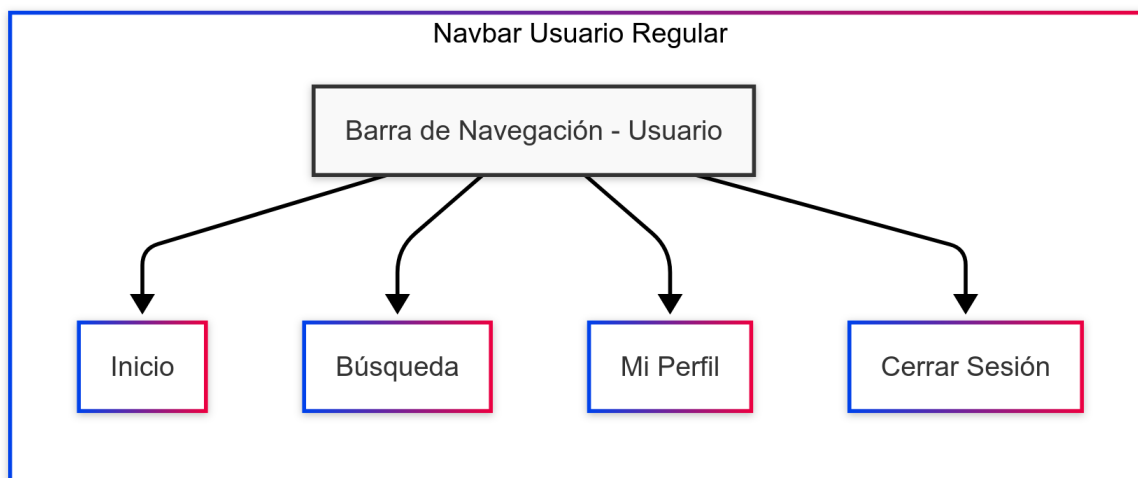 Navbar Usuario Regular
Barra de Navegación - Usuario
Inicio
Búsqueda
Mi Perfil
Cerrar Sesión